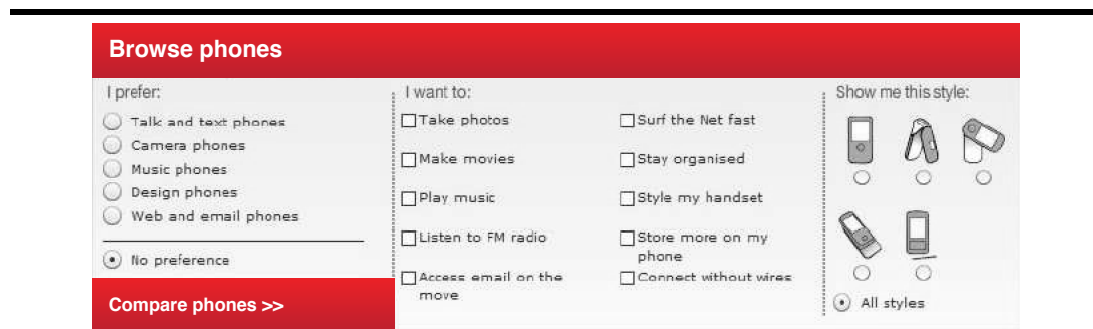 Browse phones
I prefer:
Talk and text phones
Camera phones
Music phones
Design phones
Web and email phones
No preference
Compare phones >>
I want to:
Take photos
Make movies
Play music
Listen to FM radio
Access email on the
move
Surf the Net fast
Stay organised
Style my handset
Store more on my
phone
Connect without wires
Show me this style:
All styles